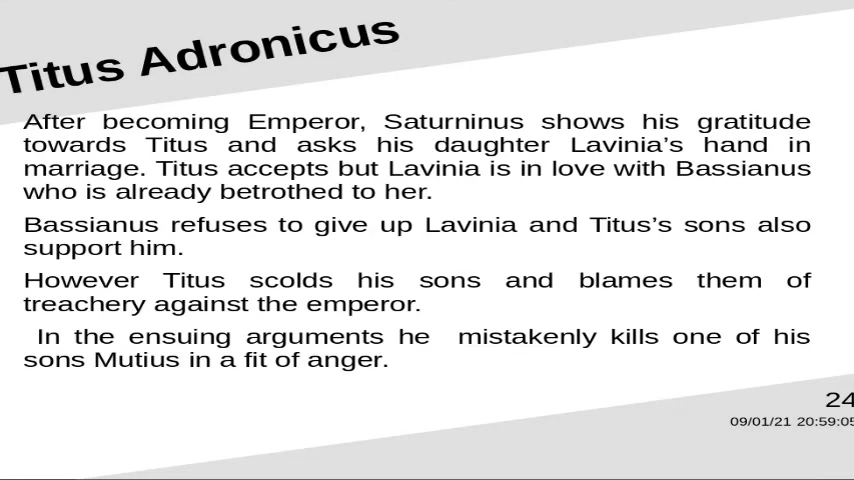 Titus Adronicus
After becoming Emperor, Saturninus shows his gratitude
towards Titus and asks his daughter Lavinia’s hand in
marriage. Titus accepts but Lavinia is in love with Bassianus
who is already betrothed to her.
Bassianus refuses to give up Lavinia and Titus’s sons also
support him.
However Titus scolds his sons and blames them of
treachery against the emperor.
In the ensuing arguments he mistakenly kills one of his
sons Mutius in a fit of anger.
24
09/01/21 20:59:05